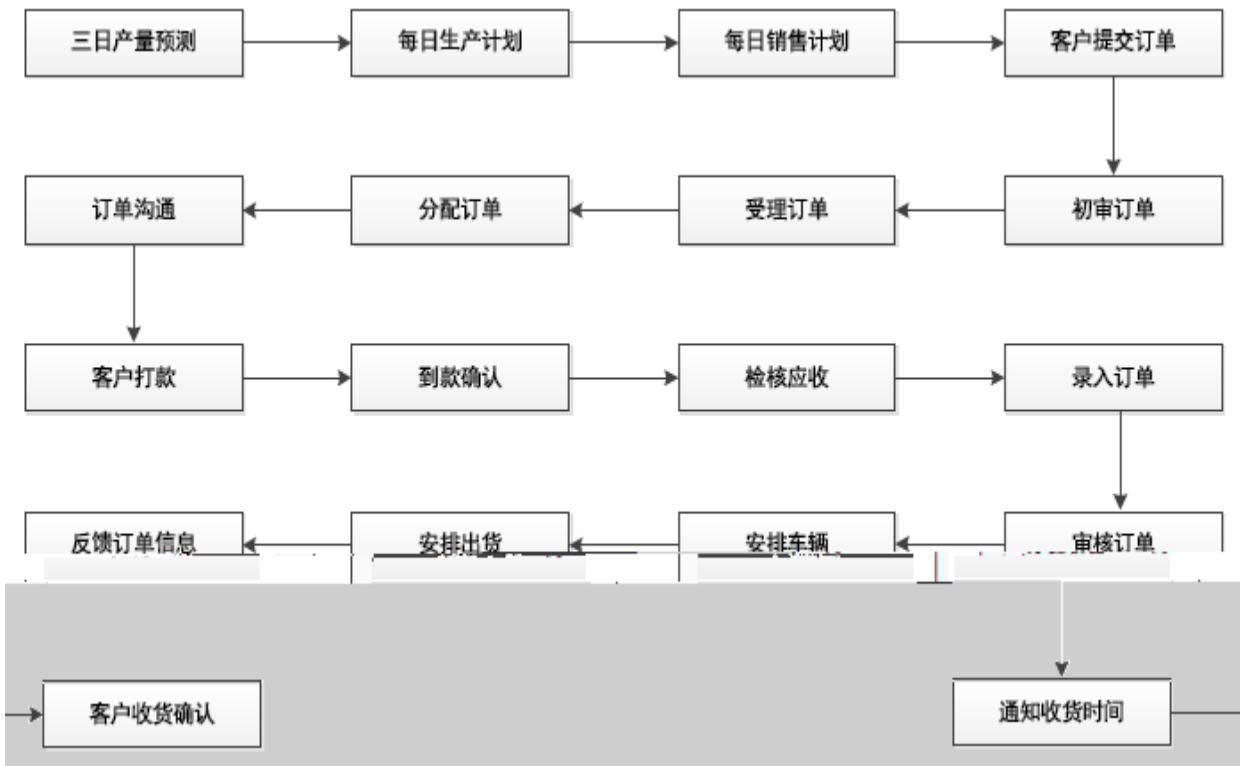 三日产量预测
每日生产计划
每日销售计划
客户提交订单
订单沟通
分配订单
受理订单
初审订单
客户打款
到款确认
检核应收
录入订单
反馈订单信息
安排出货
安排车辆
审核订单
客户收货确认
通知收货时间